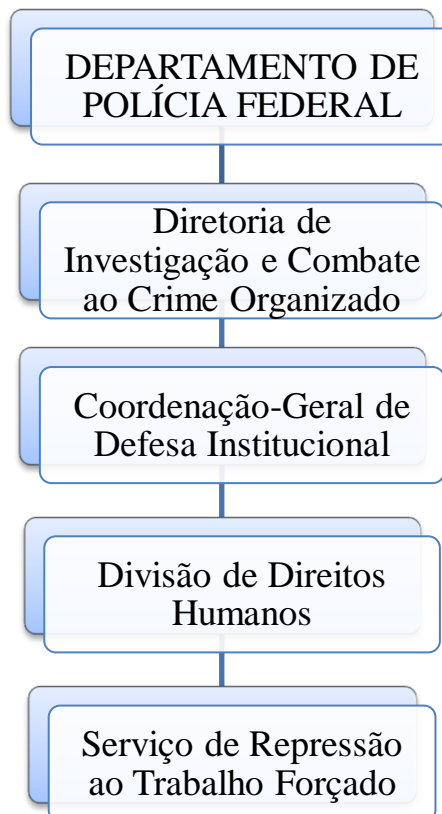 DEPARTAMENTO DE
POLÍCIA FEDERAL
Diretoria de
Investigação e Combate
ao Crime Organizado
Coordenação-Geral de
Defesa Institucional
Divisão de Direitos
Humanos
Serviço de Repressão
ao Trabalho Forçado